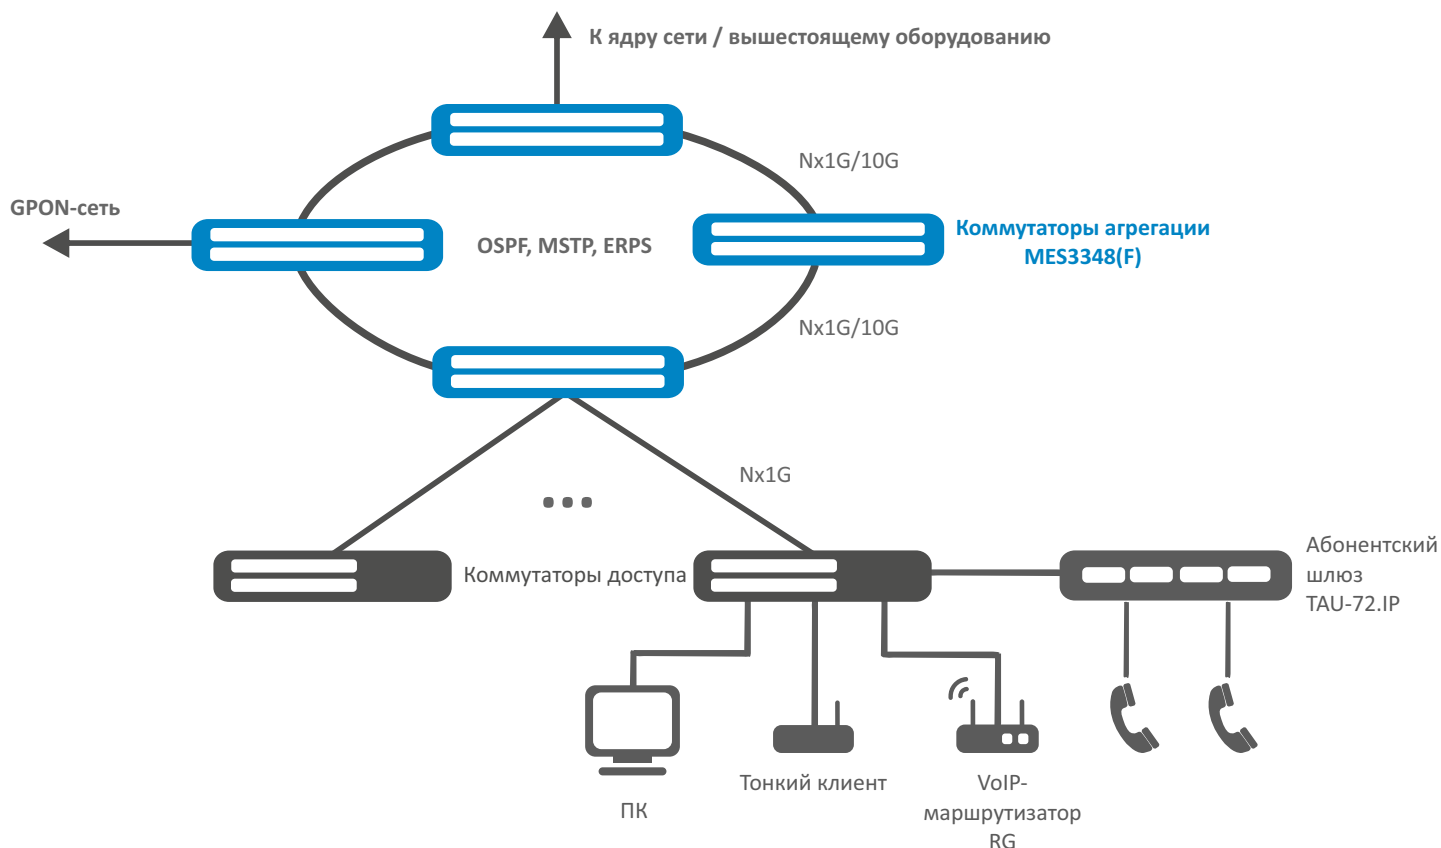 К ядру сети / вышестоящему оборудованию
Nx1G/10G
GPON-сеть
OSPF, MSTP, ERPS
Коммутаторы агрегации
MES3348(F)
Nx1G/10G
Nx1G
Коммутаторы доступа
Абонентский
шлюз
TAU-72.IP
ПК
Тонкий клиент
VoIP-
маршрутизатор
RG